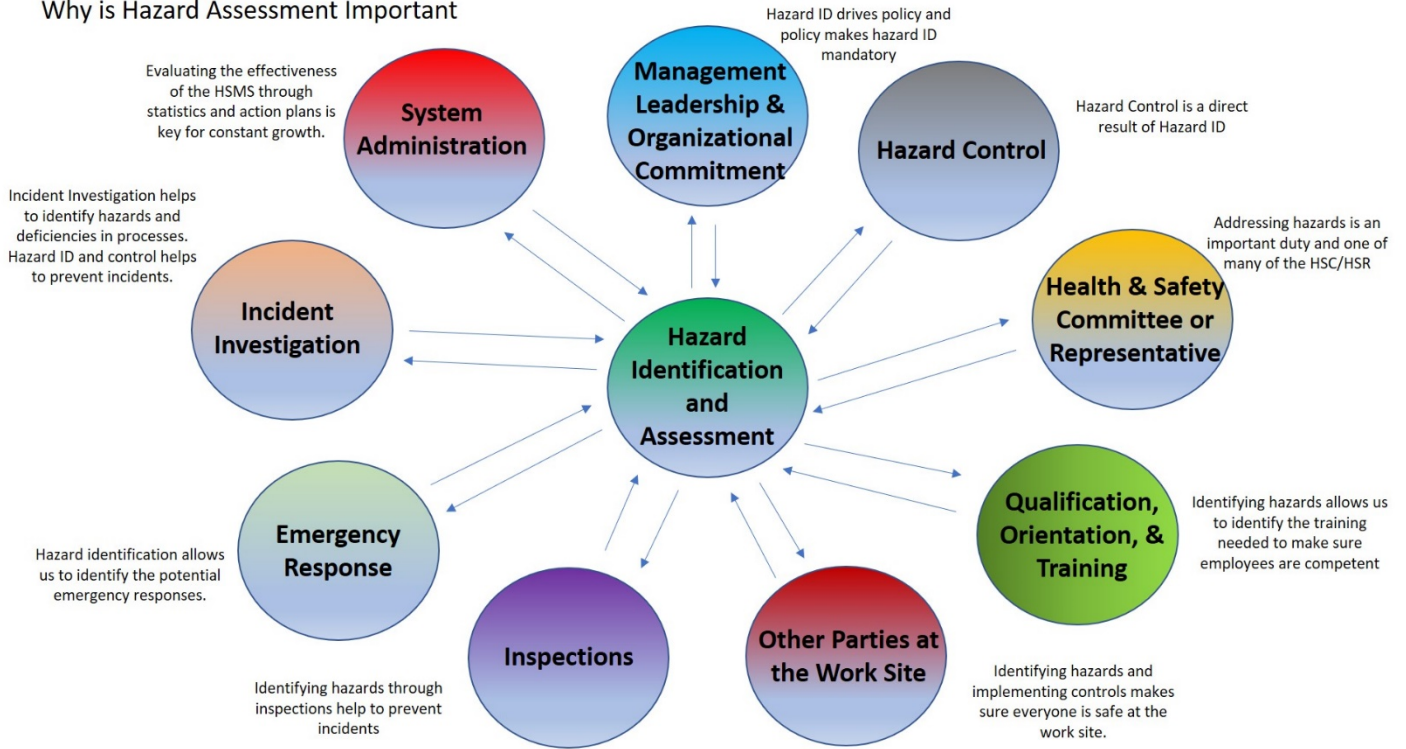 Why is Hazard Assessment Important
Hazard ID drives policy and
policy makes hazard ID
mandatory
Management
Leadership &
Organizational
Commitment
Evaluating the effectiveness
of the HSMS through
statistics and action plans is
key for constant growth.
System
Administration
Hazard Control
Hazard Control is a direct
result of Hazard ID
Incident Investigation helps
to identify hazards and
deficiencies in processes.
Hazard ID and control helps
to prevent incidents.
Incident
Investigation
Hazard
Identification
and
Assessment
Health & Safety
Committee or
Representative
Addressing hazards is an
important duty and one of
many of the HSC/HSR
Qualification,
Orientation, &
Training
Identifying hazards allows us
to identify the training
needed to make sure
employees are competent
Emergency
Response
Hazard identification allows
us to identify the potential
emergency responses.
Inspections
Identifying hazards through
inspections help to prevent
incidents
Other Parties at
the Work Site
Identifying hazards and
implementing controls makes
sure everyone is safe at the
work site.